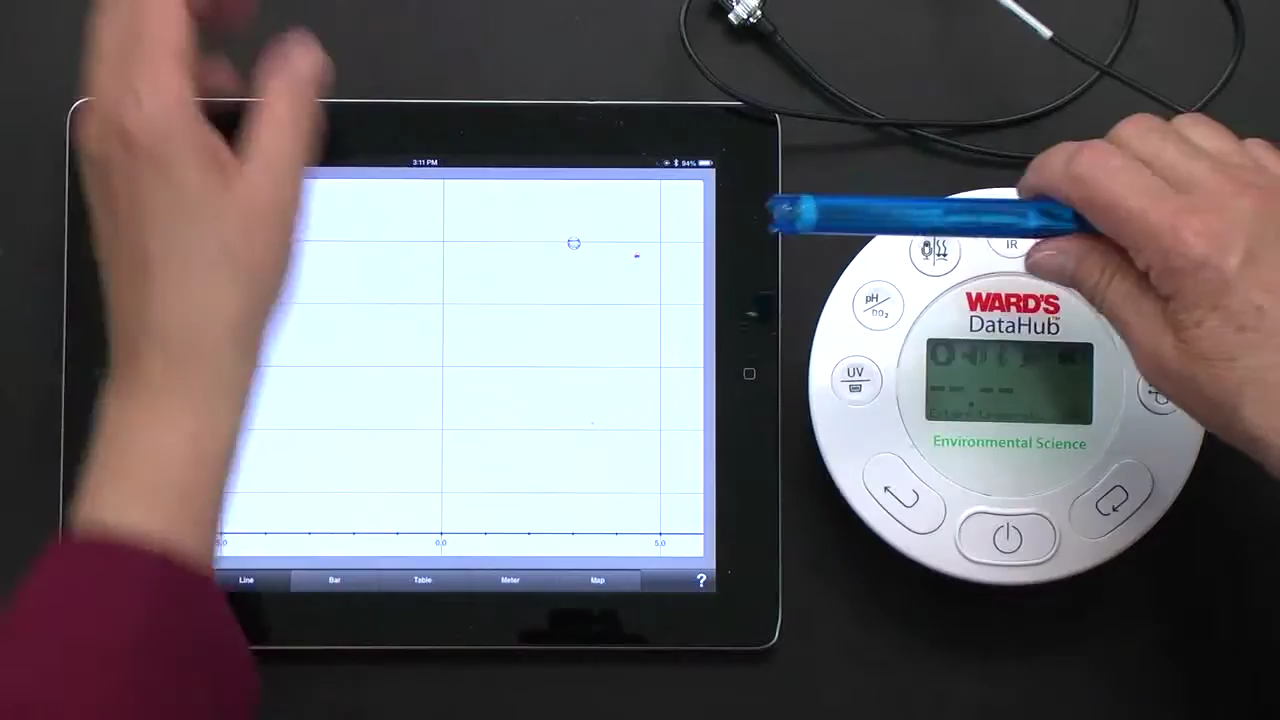 3:11 PM
94%
5.0
0.0
5.0
Line
Bar
Table
Meter
Map
?
IR
pH
DO₂
UV
WARD'S
DataHub™
-- . --
Environmental Science